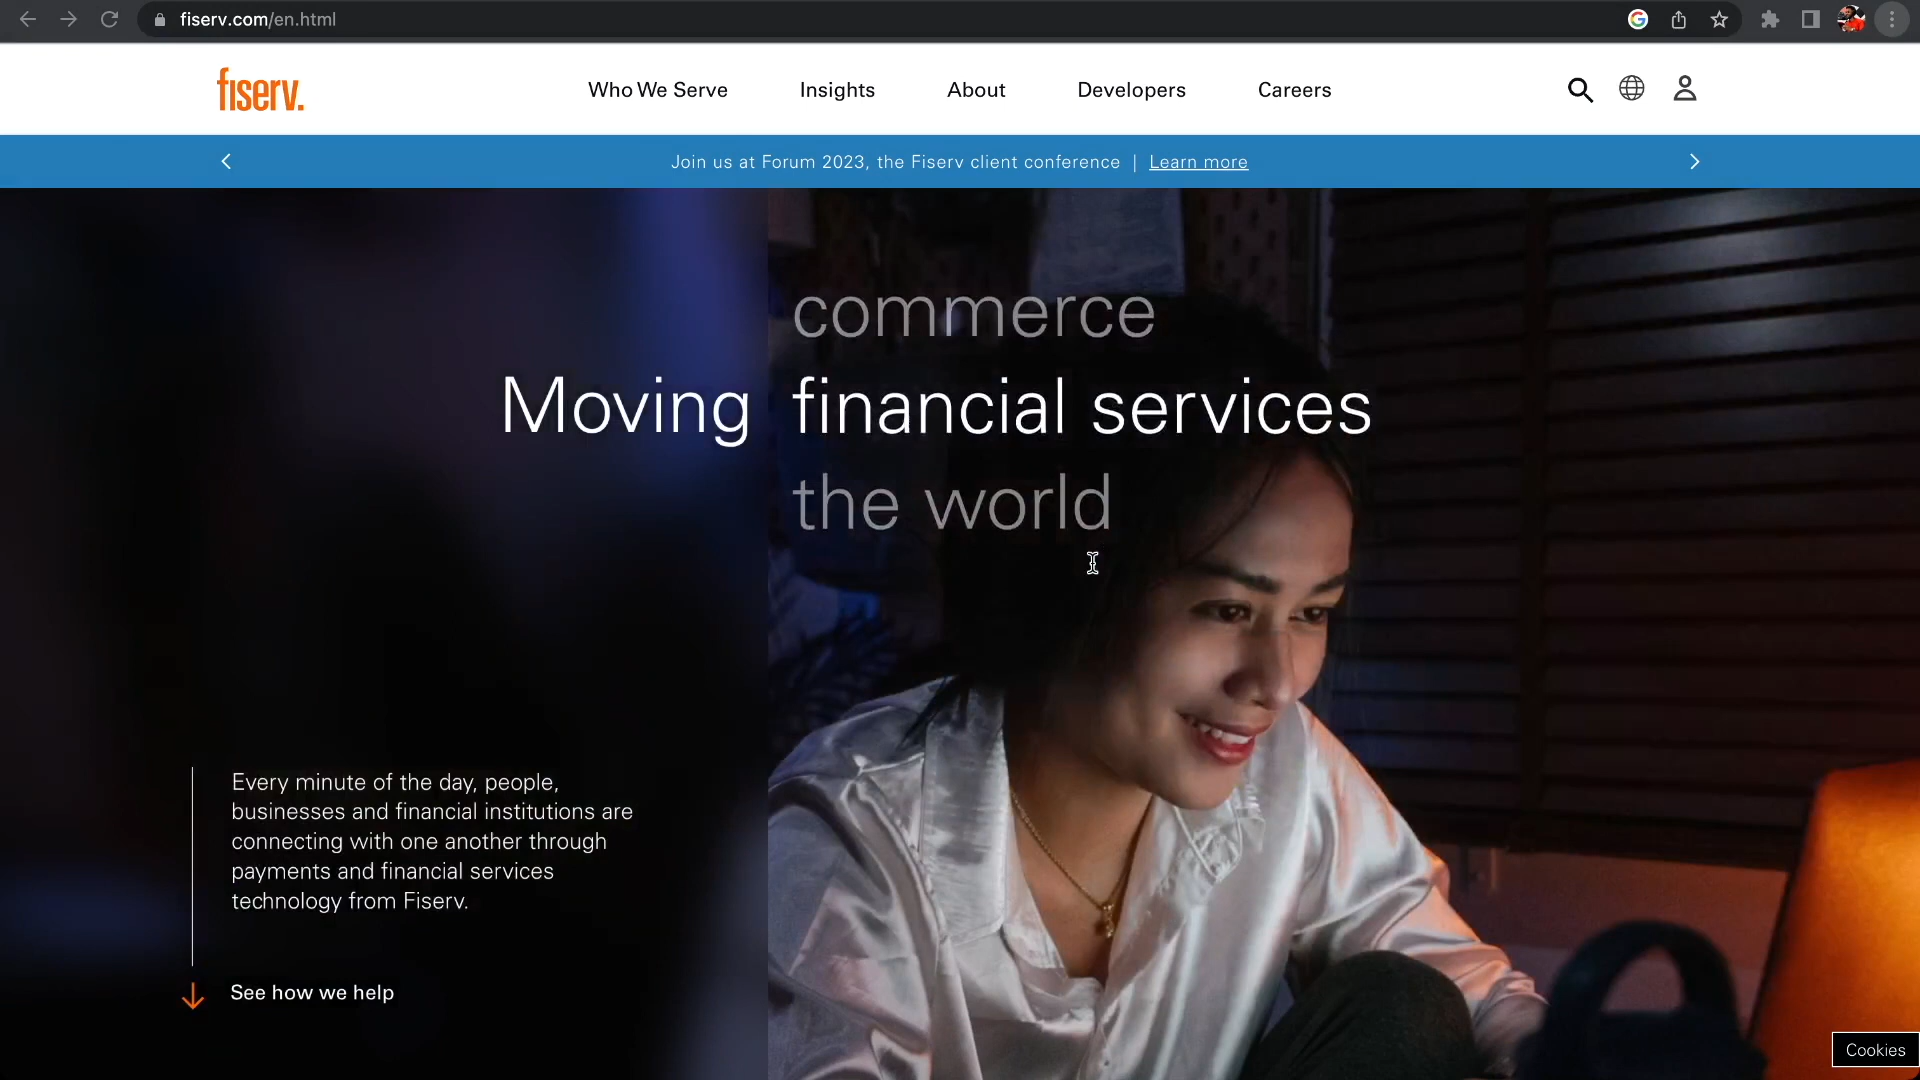 fiserv.com/en.html
fiserv.
Who We Serve
Insights
About
Developers
Careers
Join us at Forum 2023, the Fiserv client conference | Learn more
commerce
Moving financial services
the world
Every minute of the day, people,
businesses and financial institutions are
connecting with one another through
payments and financial services
technology from Fiserv.
See how we help
Cookies